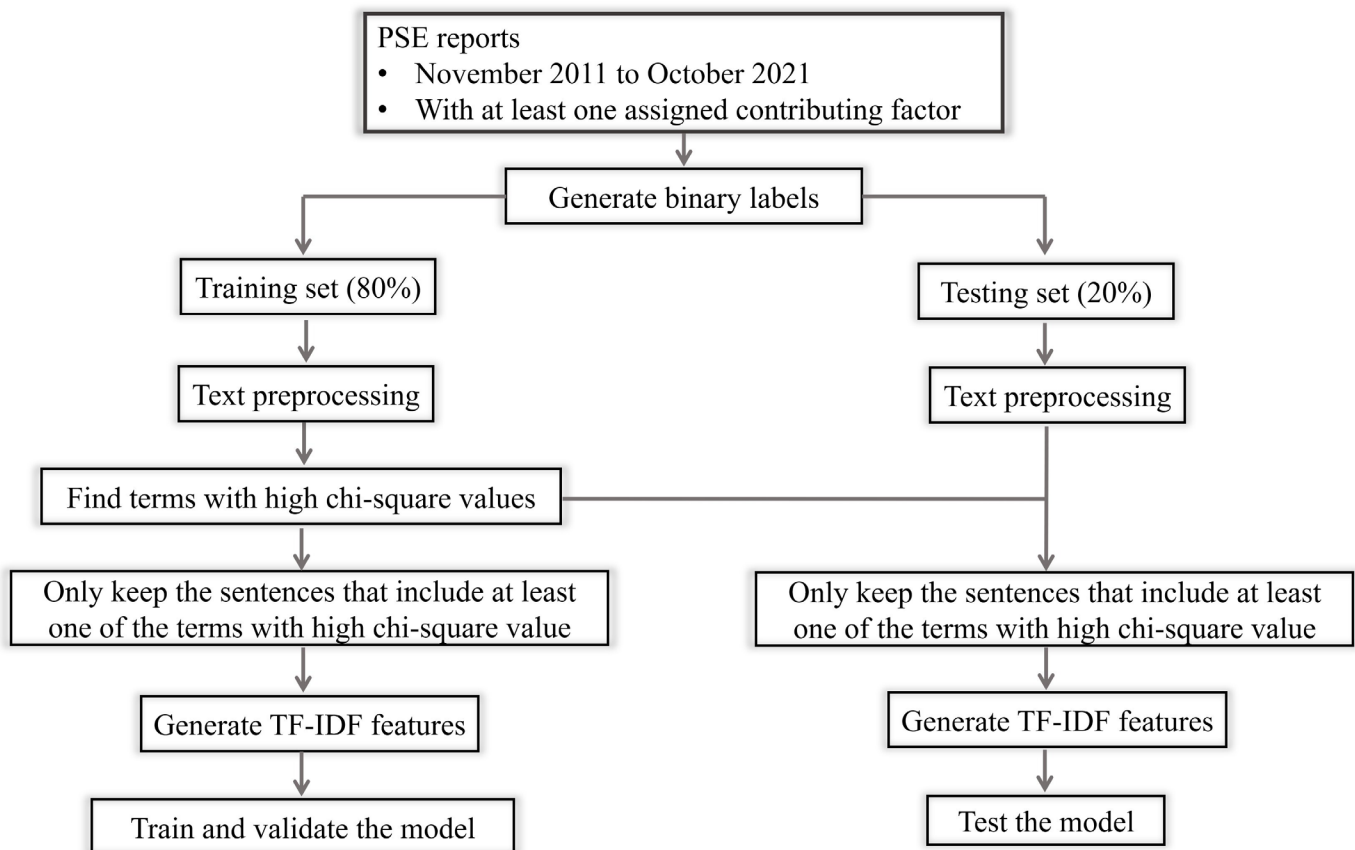 PSE reports
• November 2011 to October 2021
• With at least one assigned contributing factor
Generate binary labels
Training set (80%)
Testing set (20%)
Text preprocessing
Text preprocessing
Find terms with high chi-square values
Only keep the sentences that include at least
one of the terms with high chi-square value
Only keep the sentences that include at least
one of the terms with high chi-square value
Generate TF-IDF features
Generate TF-IDF features
Train and validate the model
Test the model